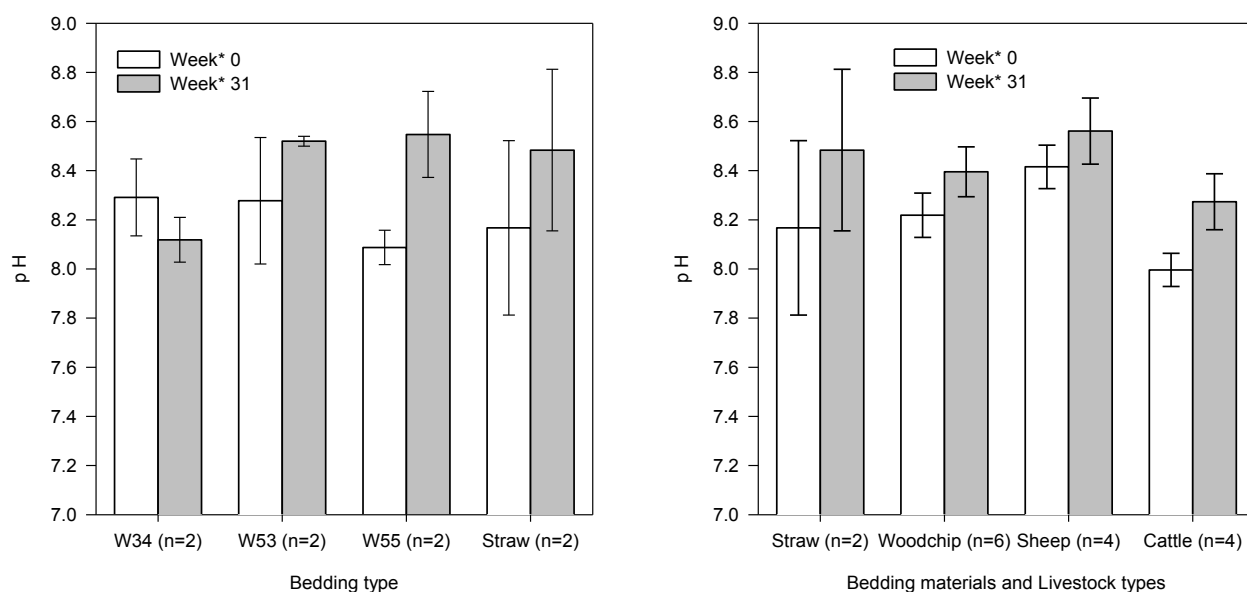 9.0
8.8
8.6
8.4
8.2
8.0
7.8
7.6
7.4
7.2
7.0
p H
Week* 0
Week* 31
W34 (n=2) W53 (n=2) W55 (n=2) Straw (n=2)
Bedding type
9.0
8.8
8.6
8.4
8.2
8.0
7.8
7.6
7.4
7.2
7.0
p H
Week* 0
Week* 31
Straw (n=2) Woodchip (n=6) Sheep (n=4) Cattle (n=4)
Bedding materials and Livestock types